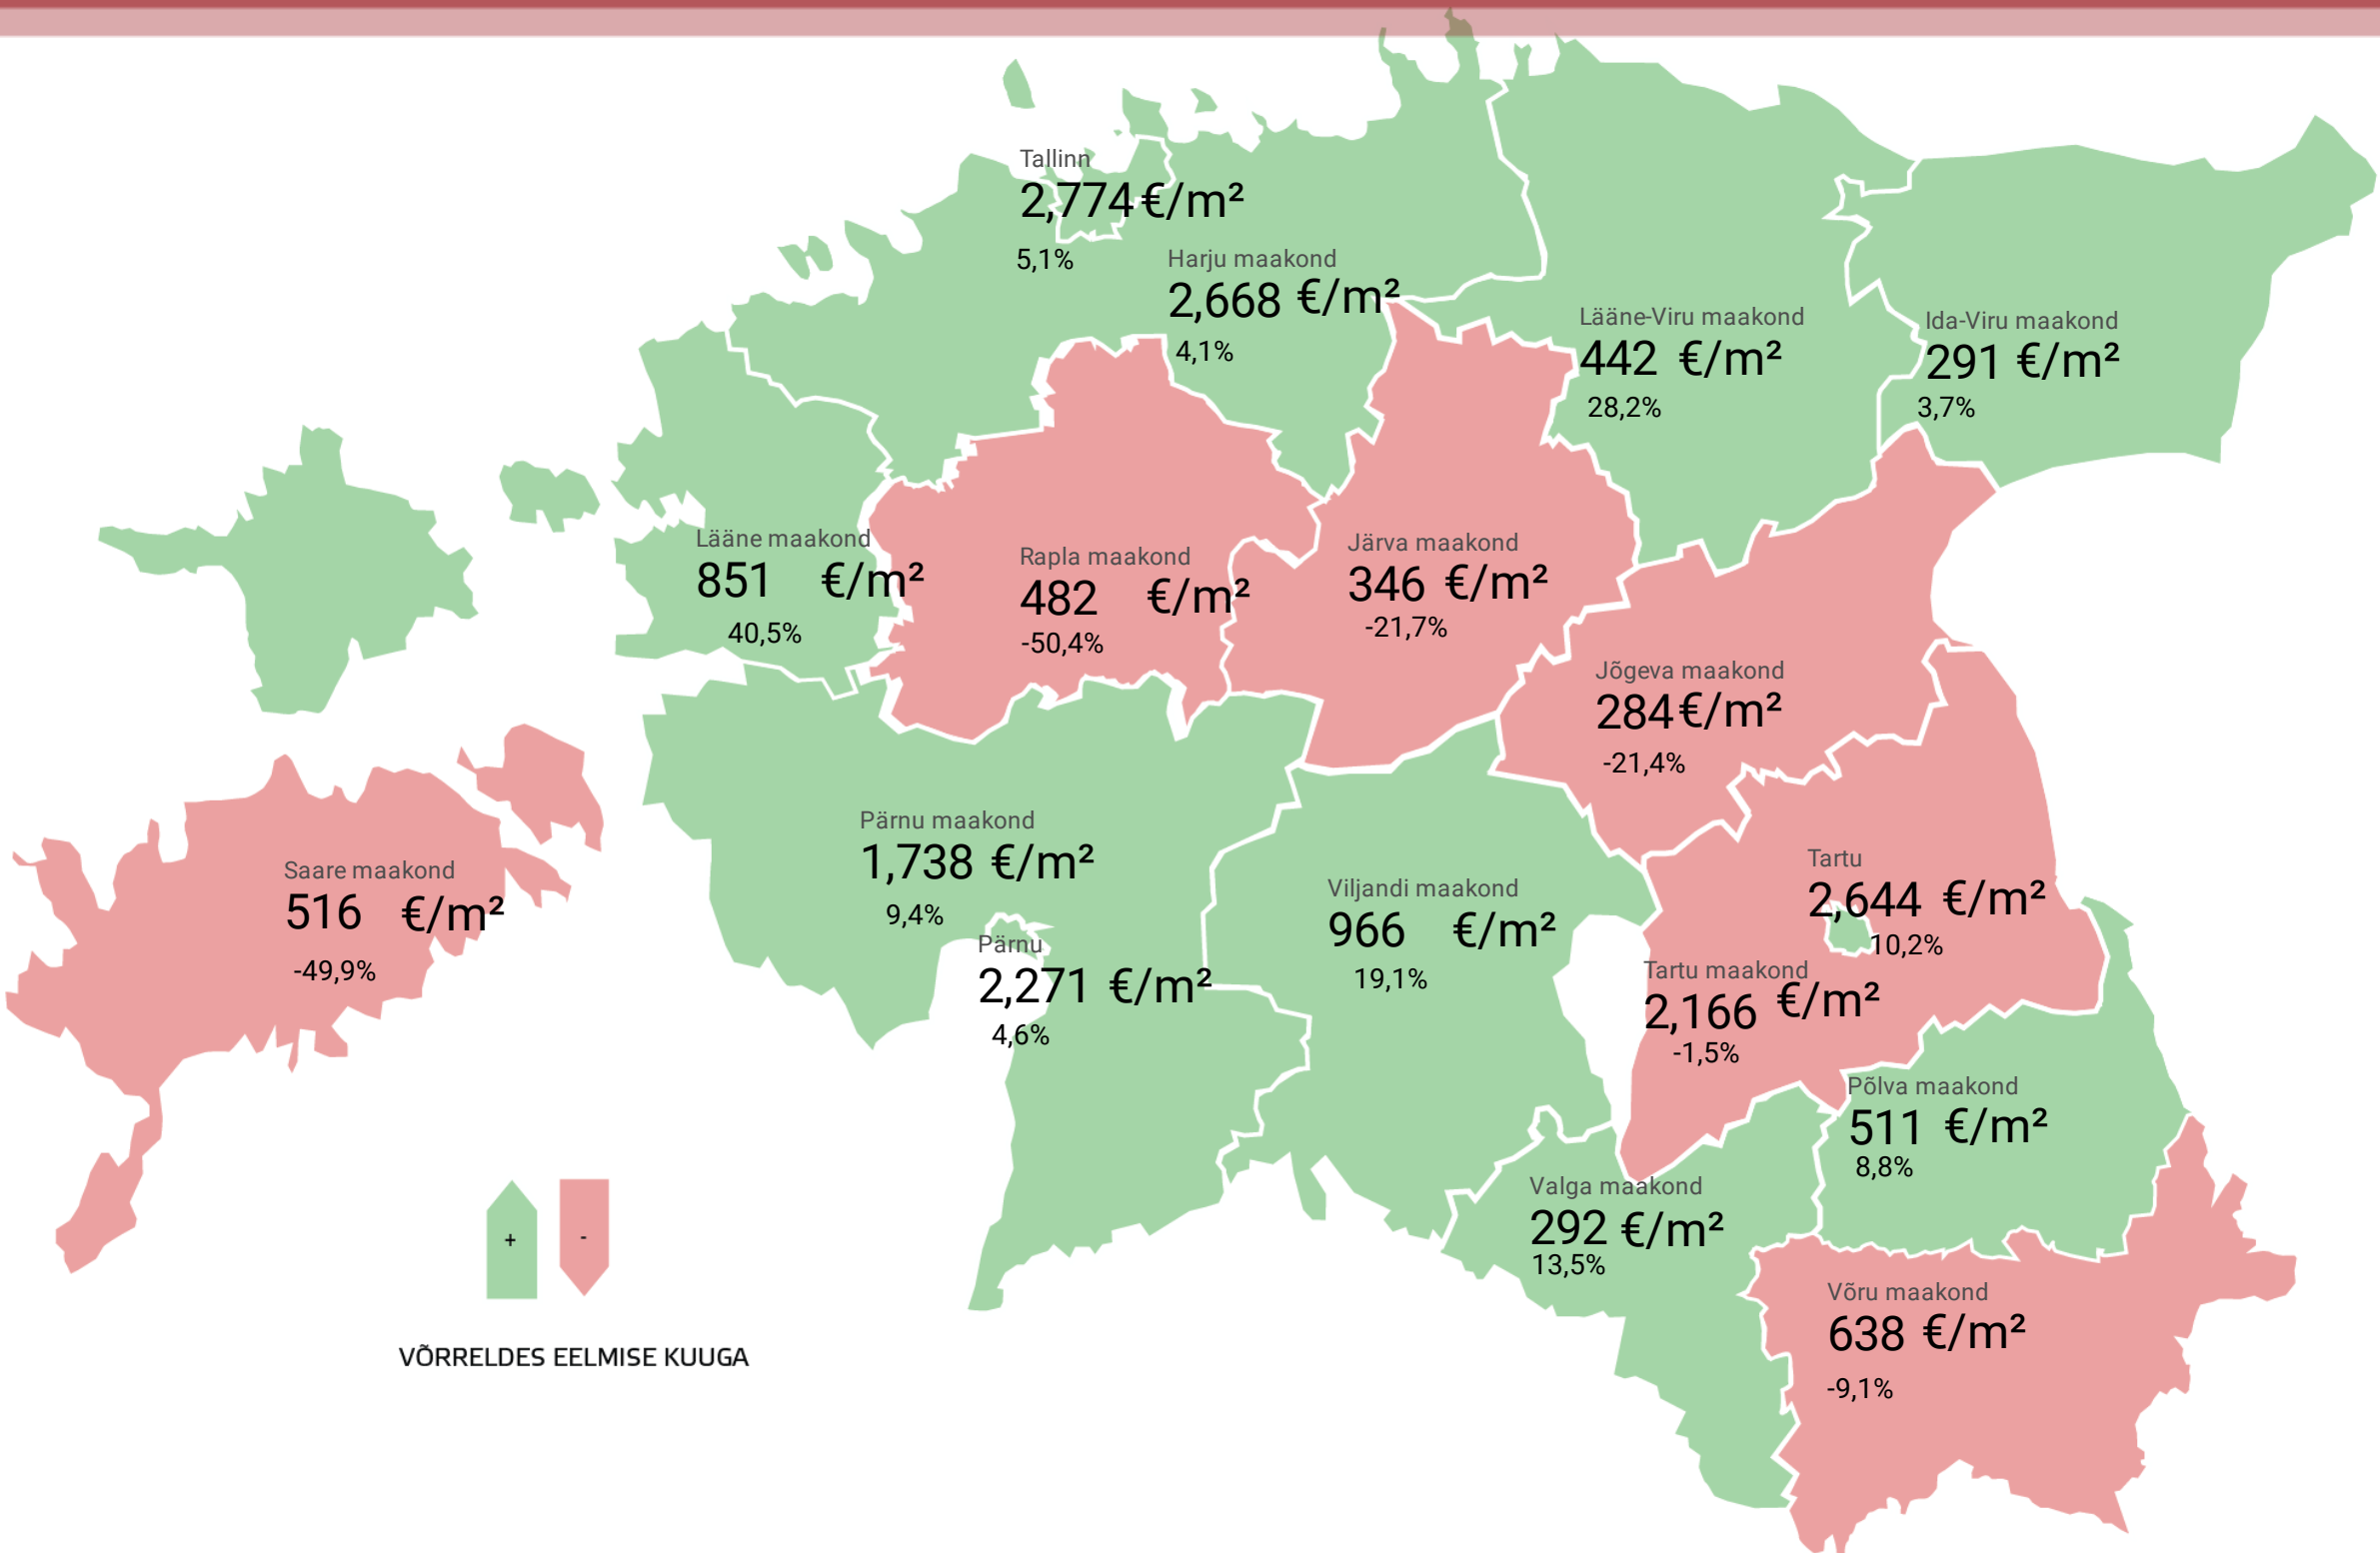 Tallinn
2,774 €/m²
5,1%
Harju maakond
2,668 €/m²
4,1%
Lääne-Viru maakond
442 €/m²
28,2%
Ida-Viru maakond
291 €/m²
3,7%
Lääne maakond
851 €/m²
40,5%
Rapla maakond
482 €/m²
-50,4%
Järva maakond
346 €/m²
-21,7%
Jõgeva maakond
284 €/m²
-21,4%
Saare maakond
516 €/m²
-49,9%
Pärnu maakond
1,738 €/m²
9,4%
Pärnu
2,271 €/m²
4,6%
Viljandi maakond
966 €/m²
19,1%
Tartu
2,644 €/m²
10,2%
Tartu maakond
2,166 €/m²
-1,5%
Põlva maakond
511 €/m²
8,8%
Valga maakond
292 €/m²
13,5%
Võru maakond
638 €/m²
-9,1%
+ -
VÕRRELDES EELMISE KUUGA